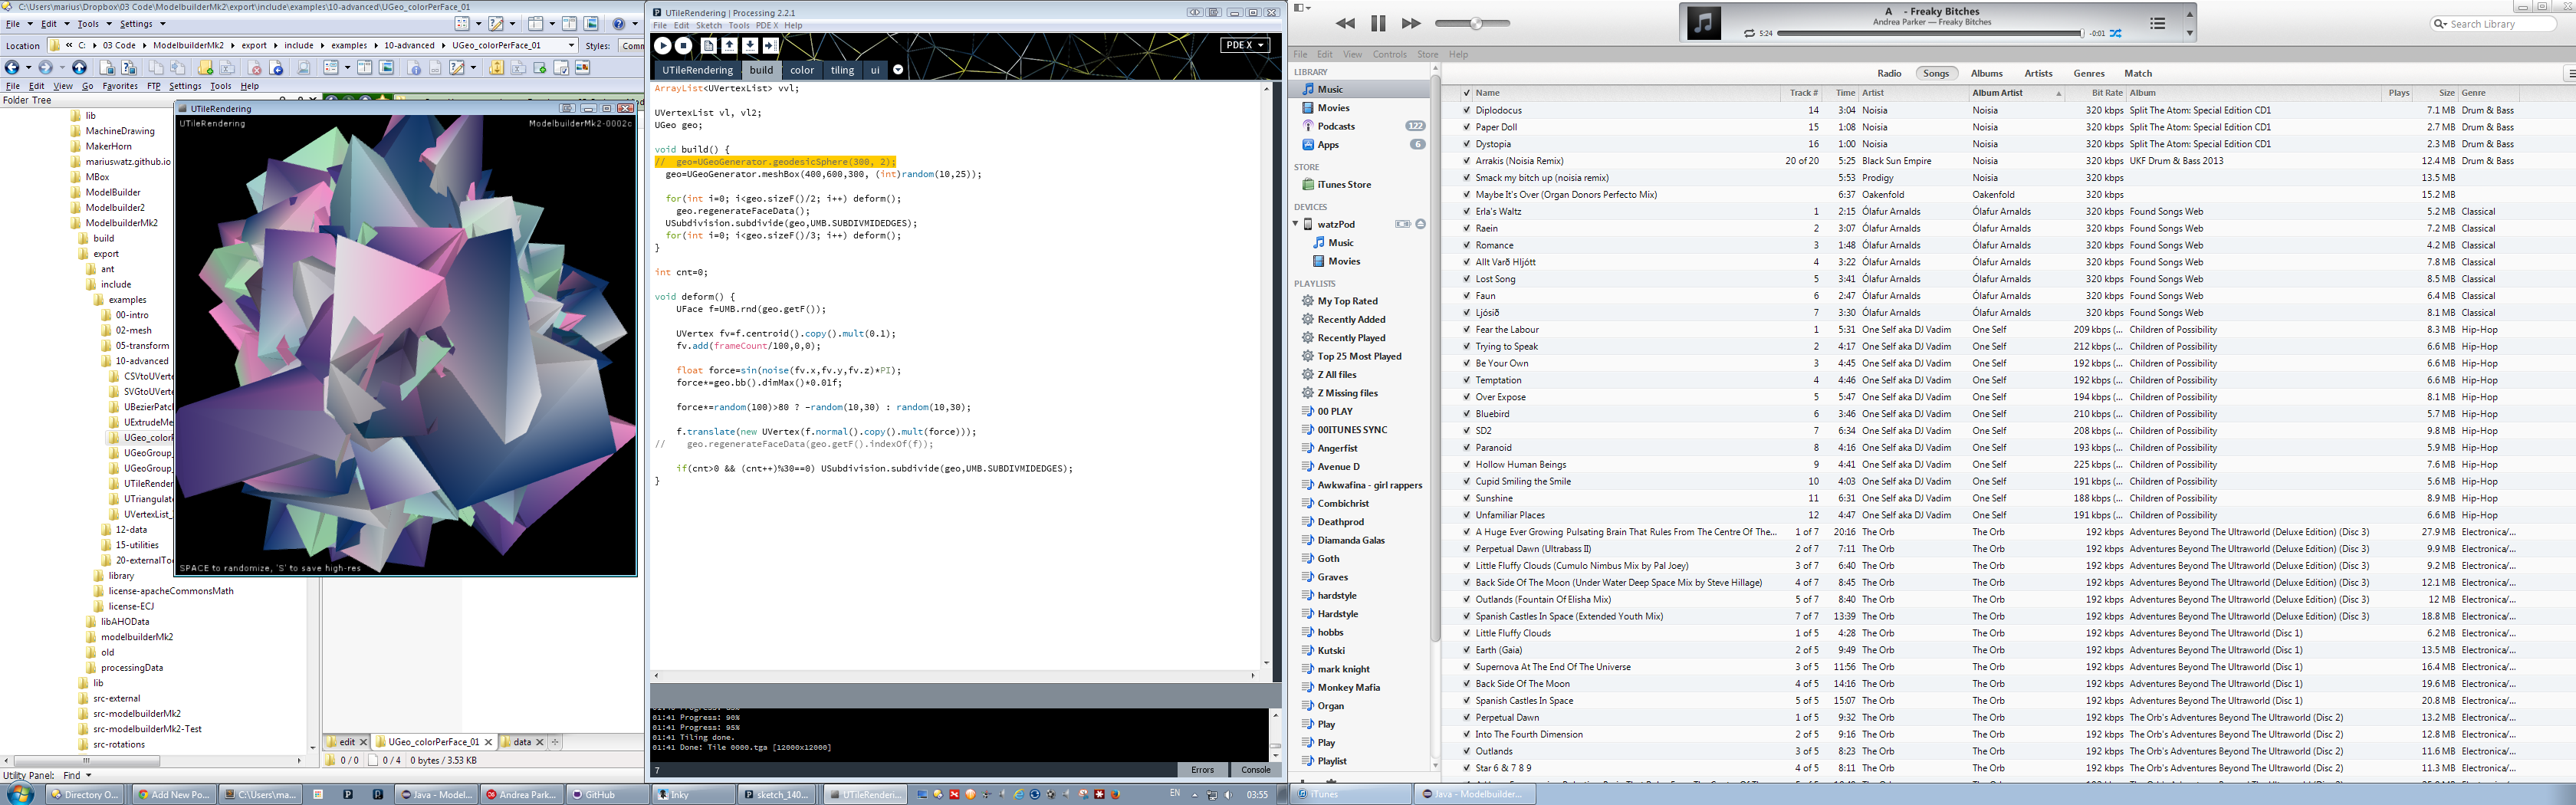 C:\Users\marius\Dropbox\03 Code\ModelbuilderMk2\export\include\examples\10-advanced\UGeo_colorPerFace_01
File Edit Tools Settings
Location « C: 03 Code ModelbuilderMk2 export include examples 10-advanced UGeo_colorPerFace_01 Styles:
File Edit View Go Favorites FTP Settings Tools Help
Folder Tree
lib
MachineDrawing
MakerHorn
mariuswatz.github.io
MBox
ModelBuilder
Modelbuilder2
ModelbuilderMk2
build
export
ant
include
examples
00-intro
02-mesh
05-transform
10-advanced
CSVtoUVerte
SVGtoUVerte
UBezierPatc
UExtrudeMe
UGeo_colorF
UGeoGroup_
UGeoGroup_
UTileRender
UTriangulat
UVertexList_
12-data
15-utilities
20-externalToo
library
license-apacheCommonsMath
license-ECJ
libAHOData
modelbuilderMk2
old
processingData
lib
src-external
src-modelbuilderMk2
src-modelbuilderMk2-Test
src-rotations
edit UGeo_colorPerFace_01 data
0 / 0 0 / 4 0 bytes / 3.53 KB
Utility Panel: Find
UTileRendering
UTileRendering ModelbuilderMk2-0002c
SPACE to randomize, 'S' to save high-res
UTileRendering | Processing 2.2.1
File Edit Sketch Tools PDE X Help
PDE X
UTileRendering build color tiling ui
ArrayList<UVertexList> vvl;
UVertexList vl, vl2;
UGeo geo;
void build() {
// geo=UGeoGenerator.geodesicSphere(300, 2);
geo=UGeoGenerator.meshBox(400,600,300, (int)random(10,25));
for(int i=0; i<geo.sizeF()/2; i++) deform();
geo.regenerateFaceData();
USubdivision.subdivide(geo,UMB.SUBDIVMIDEDGES);
for(int i=0; i<geo.sizeF()/3; i++) deform();
}
int cnt=0;
void deform() {
UFace f=UMB.rnd(geo.getF());
UVertex fv=f.centroid().copy().mult(0.1);
fv.add(frameCount/100,0,0);
float force=sin(noise(fv.x,fv.y,fv.z)*PI);
force*=geo.bb().dimMax()*0.01f;
force*=random(100)>80 ? -random(10,30) : random(10,30);
f.translate(new UVertex(f.normal().copy().mult(force)));
// geo.regenerateFaceData(geo.getF().indexOf(f));
if(cnt>0 && (cnt++)%30==0) USubdivision.subdivide(geo,UMB.SUBDIVMIDEDGES);
}
01:41 Progress: 90%
01:41 Progress: 95%
01:41 Tiling done.
01:41 Done: Tile 0000.tga [12000x12000]
7 Errors Console
A - Freaky Bitches
Andrea Parker — Freaky Bitches
5:24 -0:01
Search Library
File Edit View Controls Store Help
Radio Songs Albums Artists Genres Match
LIBRARY
Music
Movies
Podcasts 122
Apps 6
STORE
iTunes Store
DEVICES
watzPod
Music
Movies
PLAYLISTS
My Top Rated
Recently Added
Recently Played
Top 25 Most Played
Z All files
Z Missing files
00 PLAY
00ITUNES SYNC
Angerfist
Avenue D
Awkwafina - girl rappers
Combichrist
Deathprod
Diamanda Galas
Goth
Graves
hardstyle
Hardstyle
hobbs
Kutski
mark knight
Monkey Mafia
Organ
Play
Play
Playlist
Name Track # Time Artist Album Artist Bit Rate Album Plays Size Genre
Diplodocus 14 3:04 Noisia Noisia 320 kbps Split The Atom: Special Edition CD1 7.1 MB Drum & Bass
Paper Doll 15 1:08 Noisia Noisia 320 kbps Split The Atom: Special Edition CD1 2.7 MB Drum & Bass
Dystopia 16 1:00 Noisia Noisia 320 kbps Split The Atom: Special Edition CD1 2.3 MB Drum & Bass
Arrakis (Noisia Remix) 20 of 20 5:25 Black Sun Empire Noisia 320 kbps UKF Drum & Bass 2013 12.4 MB Drum & Bass
Smack my bitch up (noisia remix) 5:53 Prodigy Noisia 320 kbps 13.5 MB
Maybe It's Over (Organ Donors Perfecto Mix) 6:37 Oakenfold Oakenfold 320 kbps 15.2 MB
Erla's Waltz 1 2:15 Ólafur Arnalds Ólafur Arnalds 320 kbps Found Songs Web 5.2 MB Classical
Raein 2 3:07 Ólafur Arnalds Ólafur Arnalds 320 kbps Found Songs Web 7.2 MB Classical
Romance 3 1:48 Ólafur Arnalds Ólafur Arnalds 320 kbps Found Songs Web 4.2 MB Classical
Allt Varð Hljótt 4 3:22 Ólafur Arnalds Ólafur Arnalds 320 kbps Found Songs Web 7.8 MB Classical
Lost Song 5 3:41 Ólafur Arnalds Ólafur Arnalds 320 kbps Found Songs Web 8.5 MB Classical
Faun 6 2:47 Ólafur Arnalds Ólafur Arnalds 320 kbps Found Songs Web 6.4 MB Classical
Ljósið 7 3:30 Ólafur Arnalds Ólafur Arnalds 320 kbps Found Songs Web 8.1 MB Classical
Fear the Labour 1 5:31 One Self aka DJ Vadim One Self 209 kbps (... Children of Possibility 8.3 MB Hip-Hop
Trying to Speak 2 4:17 One Self aka DJ Vadim One Self 212 kbps (... Children of Possibility 6.6 MB Hip-Hop
Be Your Own 3 4:45 One Self aka DJ Vadim One Self 192 kbps (... Children of Possibility 6.6 MB Hip-Hop
Temptation 4 4:46 One Self aka DJ Vadim One Self 192 kbps (... Children of Possibility 6.6 MB Hip-Hop
Over Expose 5 5:47 One Self aka DJ Vadim One Self 194 kbps (... Children of Possibility 8.1 MB Hip-Hop
Bluebird 6 3:46 One Self aka DJ Vadim One Self 210 kbps (... Children of Possibility 5.7 MB Hip-Hop
SD2 7 6:34 One Self aka DJ Vadim One Self 208 kbps (... Children of Possibility 9.8 MB Hip-Hop
Paranoid 8 4:16 One Self aka DJ Vadim One Self 193 kbps (... Children of Possibility 5.9 MB Hip-Hop
Hollow Human Beings 9 4:41 One Self aka DJ Vadim One Self 225 kbps (... Children of Possibility 7.6 MB Hip-Hop
Cupid Smiling the Smile 10 4:03 One Self aka DJ Vadim One Self 191 kbps (... Children of Possibility 5.6 MB Hip-Hop
Sunshine 11 6:31 One Self aka DJ Vadim One Self 188 kbps (... Children of Possibility 8.9 MB Hip-Hop
Unfamiliar Places 12 4:47 One Self aka DJ Vadim One Self 191 kbps (... Children of Possibility 6.6 MB Hip-Hop
A Huge Ever Growing Pulsating Brain That Rules From The Centre Of The... 1 of 7 20:16 The Orb The Orb 192 kbps Adventures Beyond The Ultraworld (Deluxe Edition) (Disc 3) 27.9 MB Electronica/...
Perpetual Dawn (Ultrabass II) 2 of 7 7:11 The Orb The Orb 192 kbps Adventures Beyond The Ultraworld (Deluxe Edition) (Disc 3) 9.9 MB Electronica/...
Little Fluffy Clouds (Cumulo Nimbus Mix by Pal Joey) 3 of 7 6:40 The Orb The Orb 192 kbps Adventures Beyond The Ultraworld (Deluxe Edition) (Disc 3) 9.2 MB Electronica/...
Back Side Of The Moon (Under Water Deep Space Mix by Steve Hillage) 4 of 7 8:45 The Orb The Orb 192 kbps Adventures Beyond The Ultraworld (Deluxe Edition) (Disc 3) 12.1 MB Electronica/...
Outlands (Fountain Of Elisha Mix) 5 of 7 8:40 The Orb The Orb 192 kbps Adventures Beyond The Ultraworld (Deluxe Edition) (Disc 3) 12 MB Electronica/...
Spanish Castles In Space (Extended Youth Mix) 7 of 7 13:39 The Orb The Orb 192 kbps Adventures Beyond The Ultraworld (Deluxe Edition) (Disc 3) 18.8 MB Electronica/...
Little Fluffy Clouds 1 of 5 4:28 The Orb The Orb 192 kbps Adventures Beyond The Ultraworld (Disc 1) 6.2 MB Electronica/...
Earth (Gaia) 2 of 5 9:49 The Orb The Orb 192 kbps Adventures Beyond The Ultraworld (Disc 1) 13.5 MB Electronica/...
Supernova At The End Of The Universe 3 of 5 11:56 The Orb The Orb 192 kbps Adventures Beyond The Ultraworld (Disc 1) 16.4 MB Electronica/...
Back Side Of The Moon 4 of 5 14:16 The Orb The Orb 192 kbps Adventures Beyond The Ultraworld (Disc 1) 19.6 MB Electronica/...
Spanish Castles In Space 5 of 5 15:07 The Orb The Orb 192 kbps Adventures Beyond The Ultraworld (Disc 1) 20.8 MB Electronica/...
Perpetual Dawn 1 of 5 9:32 The Orb The Orb 192 kbps The Orb's Adventures Beyond The Ultraworld (Disc 2) 13.2 MB Electronica/...
Into The Fourth Dimension 2 of 5 9:16 The Orb The Orb 192 kbps The Orb's Adventures Beyond The Ultraworld (Disc 2) 12.8 MB Electronica/...
Outlands 3 of 5 8:23 The Orb The Orb 192 kbps The Orb's Adventures Beyond The Ultraworld (Disc 2) 11.6 MB Electronica/...
Star 6 & 7 8 9 4 of 5 8:11 The Orb The Orb 192 kbps The Orb's Adventures Beyond The Ultraworld (Disc 2) 11.3 MB Electronica/...
Directory O... Add New Po... C:\Users\ma... Java - Model... Andrea Park... GitHub Inky sketch_140... UTileRenderi... EN 03:55 iTunes Java - Modelbuilder...